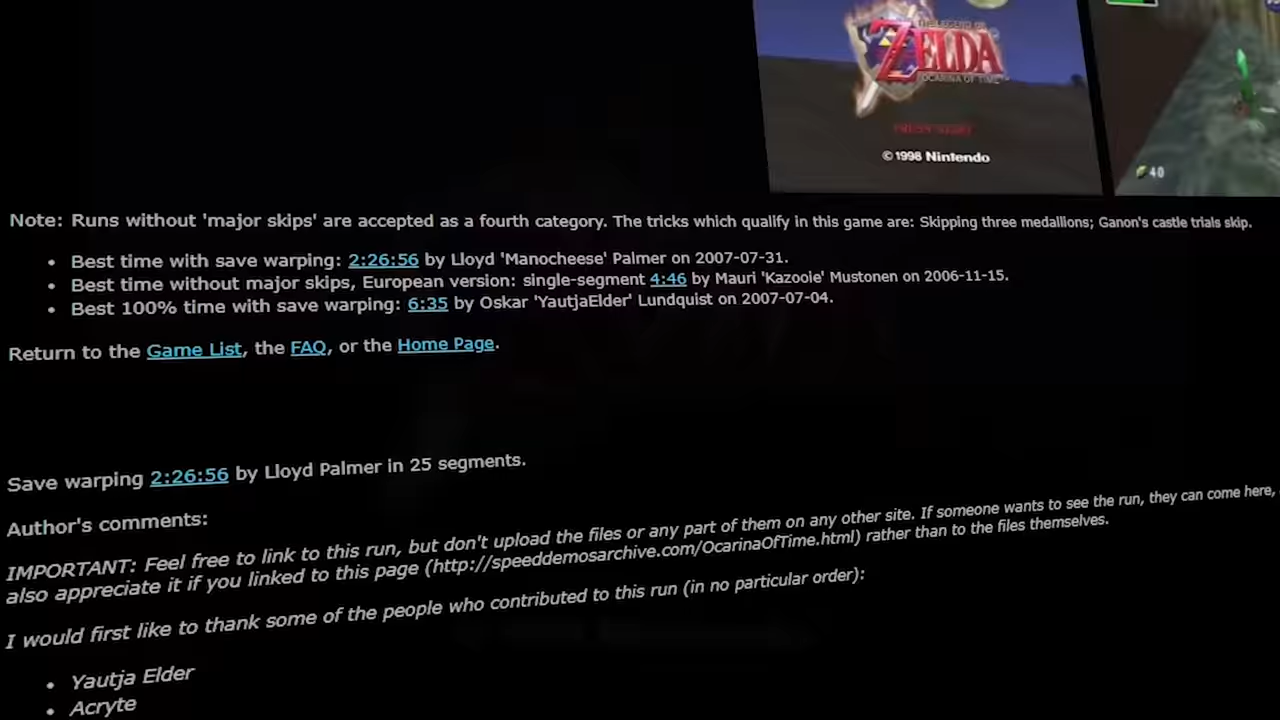 THE LEGEND OF
ZELDA
OCARINA OF TIME
PRESS START
© 1998 Nintendo
40
Note: Runs without 'major skips' are accepted as a fourth category. The tricks which qualify in this game are: Skipping three medallions; Ganon's castle trials skip.
• Best time with save warping: 2:26:56 by Lloyd 'Manocheese' Palmer on 2007-07-31.
• Best time without major skips, European version: single-segment 4:46 by Mauri 'Kazooie' Mustonen on 2006-11-15.
• Best 100% time with save warping: 6:35 by Oskar 'YautjaElder' Lundquist on 2007-07-04.
Return to the Game List, the FAQ, or the Home Page.
Save warping 2:26:56 by Lloyd Palmer in 25 segments.
Author's comments:
IMPORTANT: Feel free to link to this run, but don't upload the files or any part of them on any other site. If someone wants to see the run, they can come here,
also appreciate it if you linked to this page (http://speeddemosarchive.com/OcarinaOfTime.html) rather than to the files themselves.
I would first like to thank some of the people who contributed to this run (in no particular order):
• Yautja Elder
• Acryte